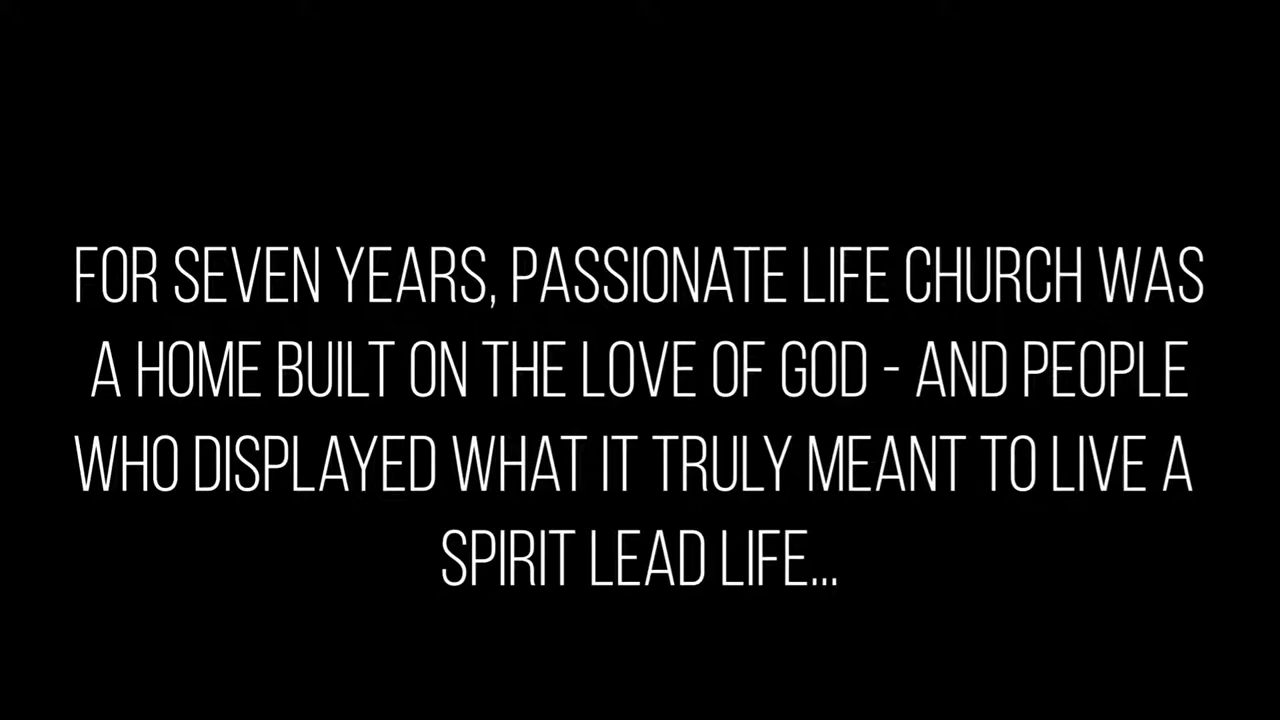 FOR SEVEN YEARS, PASSIONATE LIFE CHURCH WAS
A HOME BUILT ON THE LOVE OF GOD - AND PEOPLE
WHO DISPLAYED WHAT IT TRULY MEANT TO LIVE A
SPIRIT LEAD LIFE...